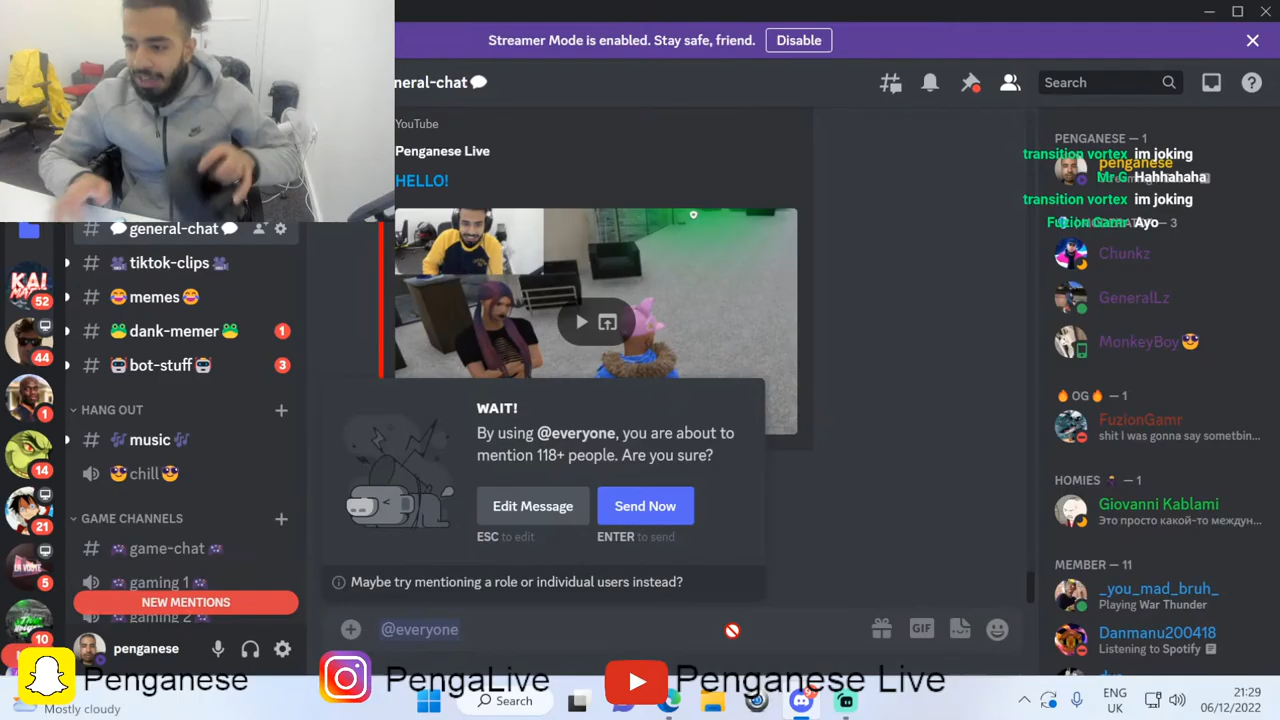 Streamer Mode is enabled. Stay safe, friend.
Disable
neral-chat
Search
YouTube
Penganese Live
HELLO!
PENGANESE — 1
penganese
transition vortex im joking
Mr G Hahhahaha
transition vortex im joking
Fuzion Gamr Ayo
— 3
Chunkz
GeneralLz
MonkeyBoy
OG — 1
FuzionGamr
shit I was gonna say sometbin...
HOMIES — 1
Giovanni Kablami
Это просто какой-то междун...
MEMBER — 11
_you_mad_bruh_
Playing War Thunder
Danmanu200418
Listening to Spotify
# general-chat
# tiktok-clips
# memes
# dank-memer 1
# bot-stuff 3
HANG OUT
# music
chill
GAME CHANNELS
# game-chat
gaming 1
gaming 2
NEW MENTIONS
KAI
52
44
1
14
21
5
10
penganese
WAIT!
By using @everyone, you are about to
mention 118+ people. Are you sure?
Edit Message
Send Now
ESC to edit
ENTER to send
Maybe try mentioning a role or individual users instead?
@everyone
GIF
Penganese
PengaLive
Penganese Live
Mostly cloudy
Search
ENG
UK
21:29
06/12/2022